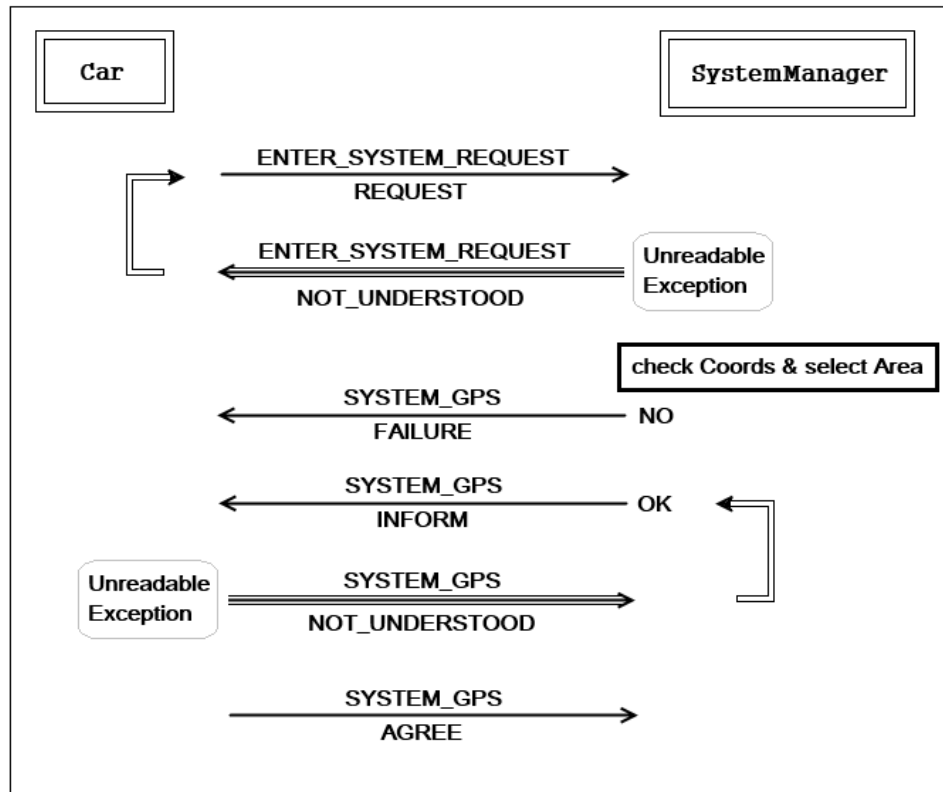 Car
SystemManager
ENTER_SYSTEM_REQUEST
REQUEST
ENTER_SYSTEM_REQUEST
NOT_UNDERSTOOD
Unreadable
Exception
check Coords & select Area
SYSTEM_GPS
FAILURE
NO
SYSTEM_GPS
INFORM
OK
Unreadable
Exception
SYSTEM_GPS
NOT_UNDERSTOOD
SYSTEM_GPS
AGREE